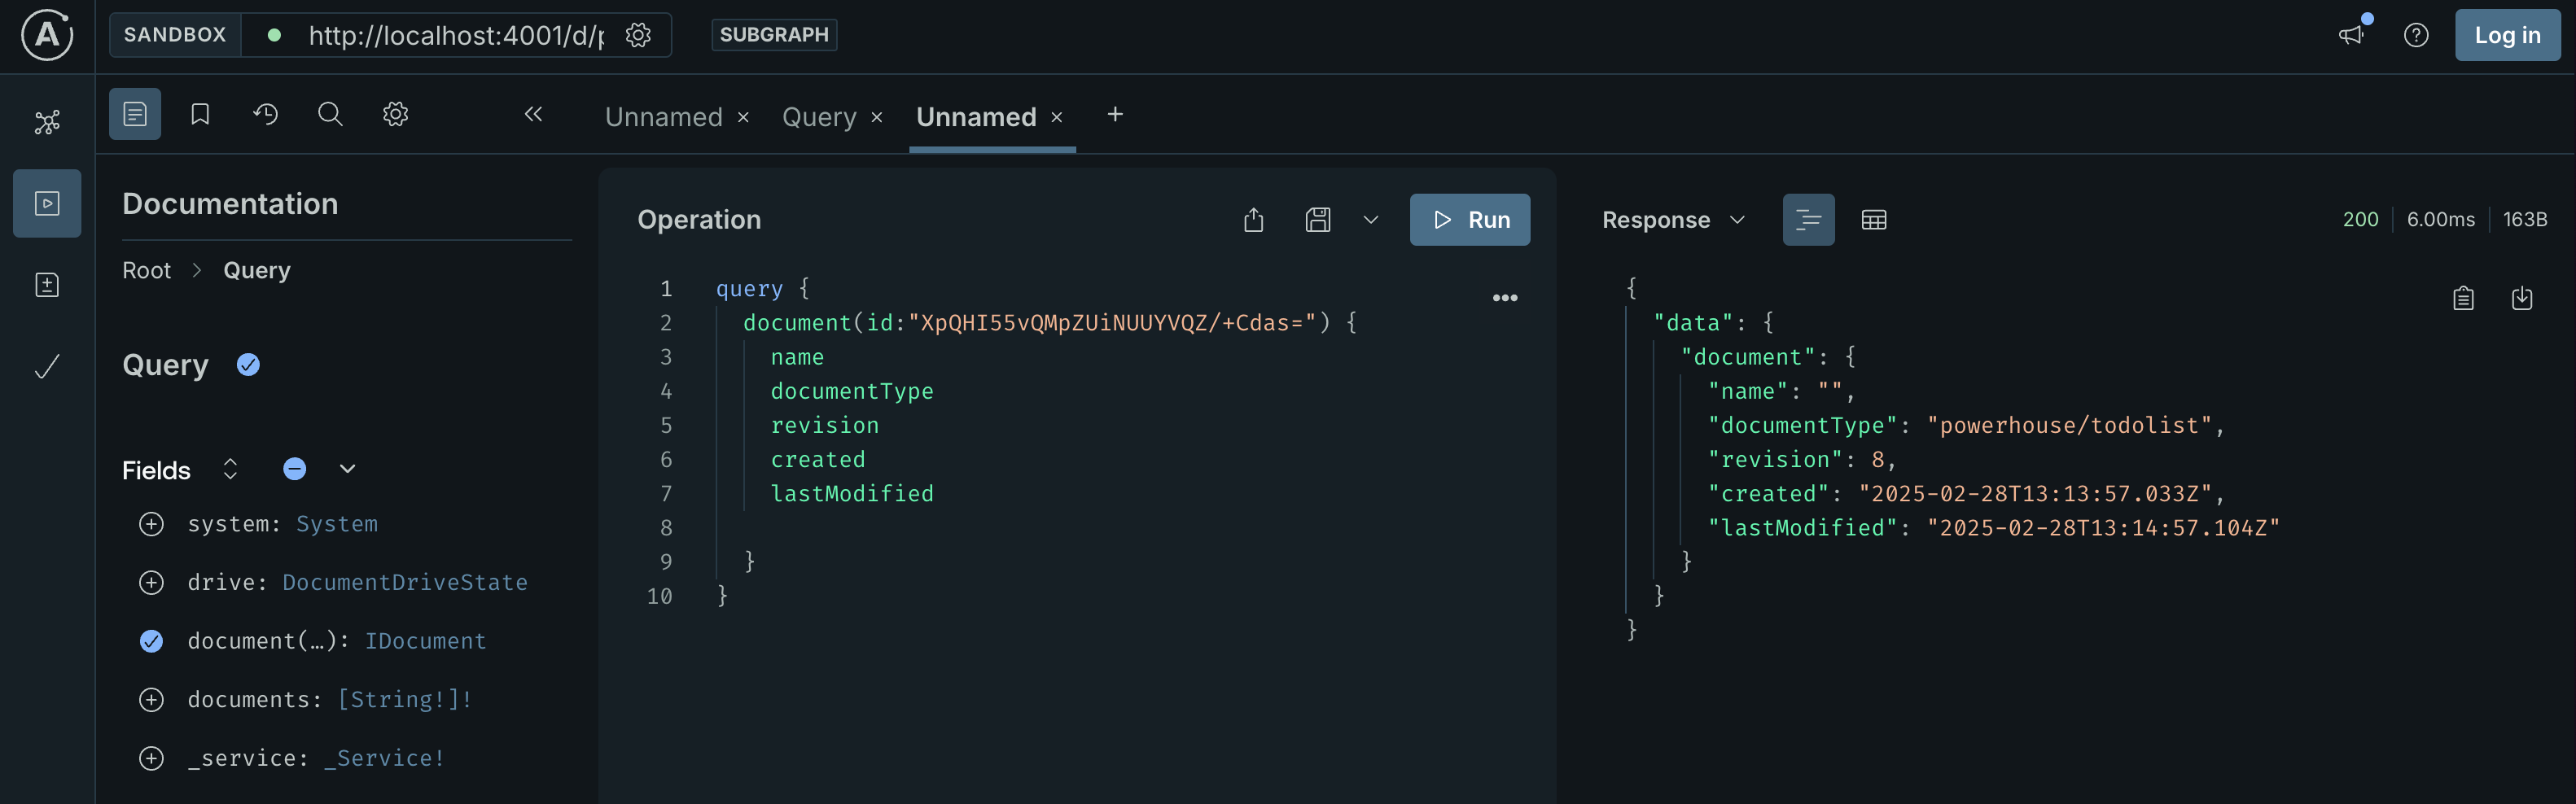 SANDBOX
http://localhost:4001/d/p
SUBGRAPH
Log in
Unnamed
Query
Unnamed
Documentation
Root > Query
Query
Fields
system: System
drive: DocumentDriveState
document(…): IDocument
documents: [String!]!
_service: _Service!
Operation
Run
1 query {
2 document(id:"XpQHI55vQMpZUiNUUYVQZ/+Cdas=") {
3 name
4 documentType
5 revision
6 created
7 lastModified
8
9 }
10 }
Response
200
6.00ms
163B
{
"data": {
"document": {
"name": "",
"documentType": "powerhouse/todolist",
"revision": 8,
"created": "2025-02-28T13:13:57.033Z",
"lastModified": "2025-02-28T13:14:57.104Z"
}
}
}